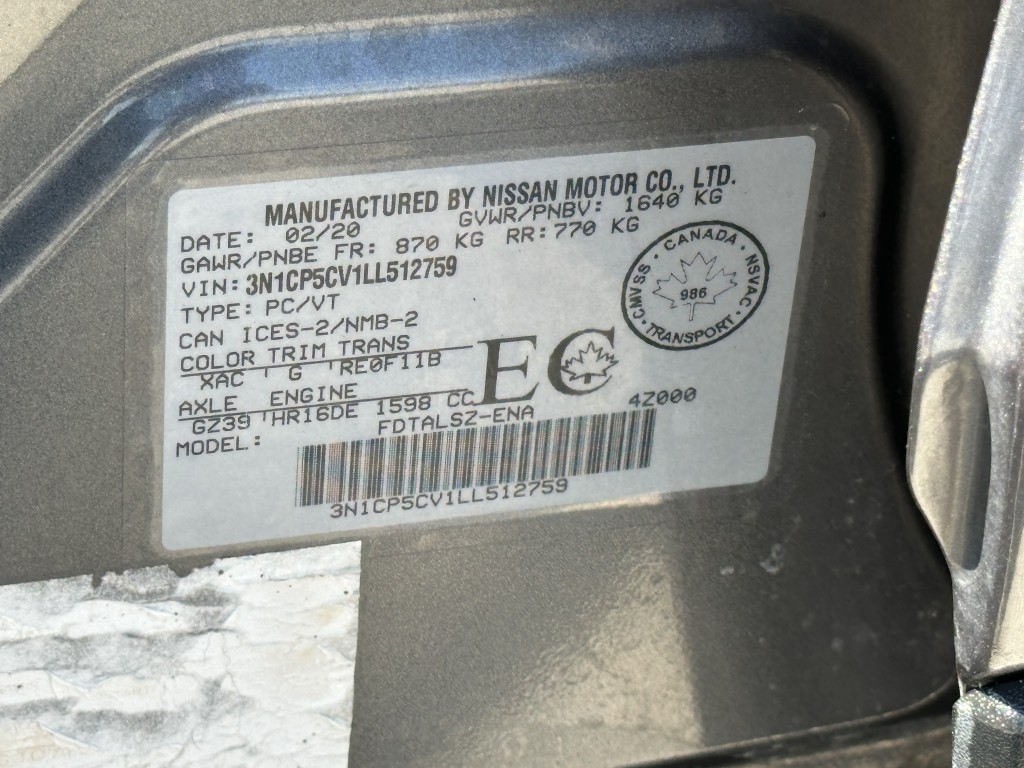 MANUFACTURED BY NISSAN MOTOR CO., LTD.
DATE: 02/20 GVWR/PNBV: 1640 KG
GAWR/PNBE FR: 870 KG RR:770 KG
VIN:3N1CP5CV1LL512759
TYPE: PC/VT
CAN ICES-2/NMB-2
COLOR TRIM TRANS
XAC ' G 'RE0F11B
AXLE ENGINE
GZ39 'HR16DE 1598 CC
MODEL: FDTALSZ-ENA 4Z000
3N1CP5CV1LL512759
EC
CANADA · NSVAC · TRANSPORT · CMVSS ·
986